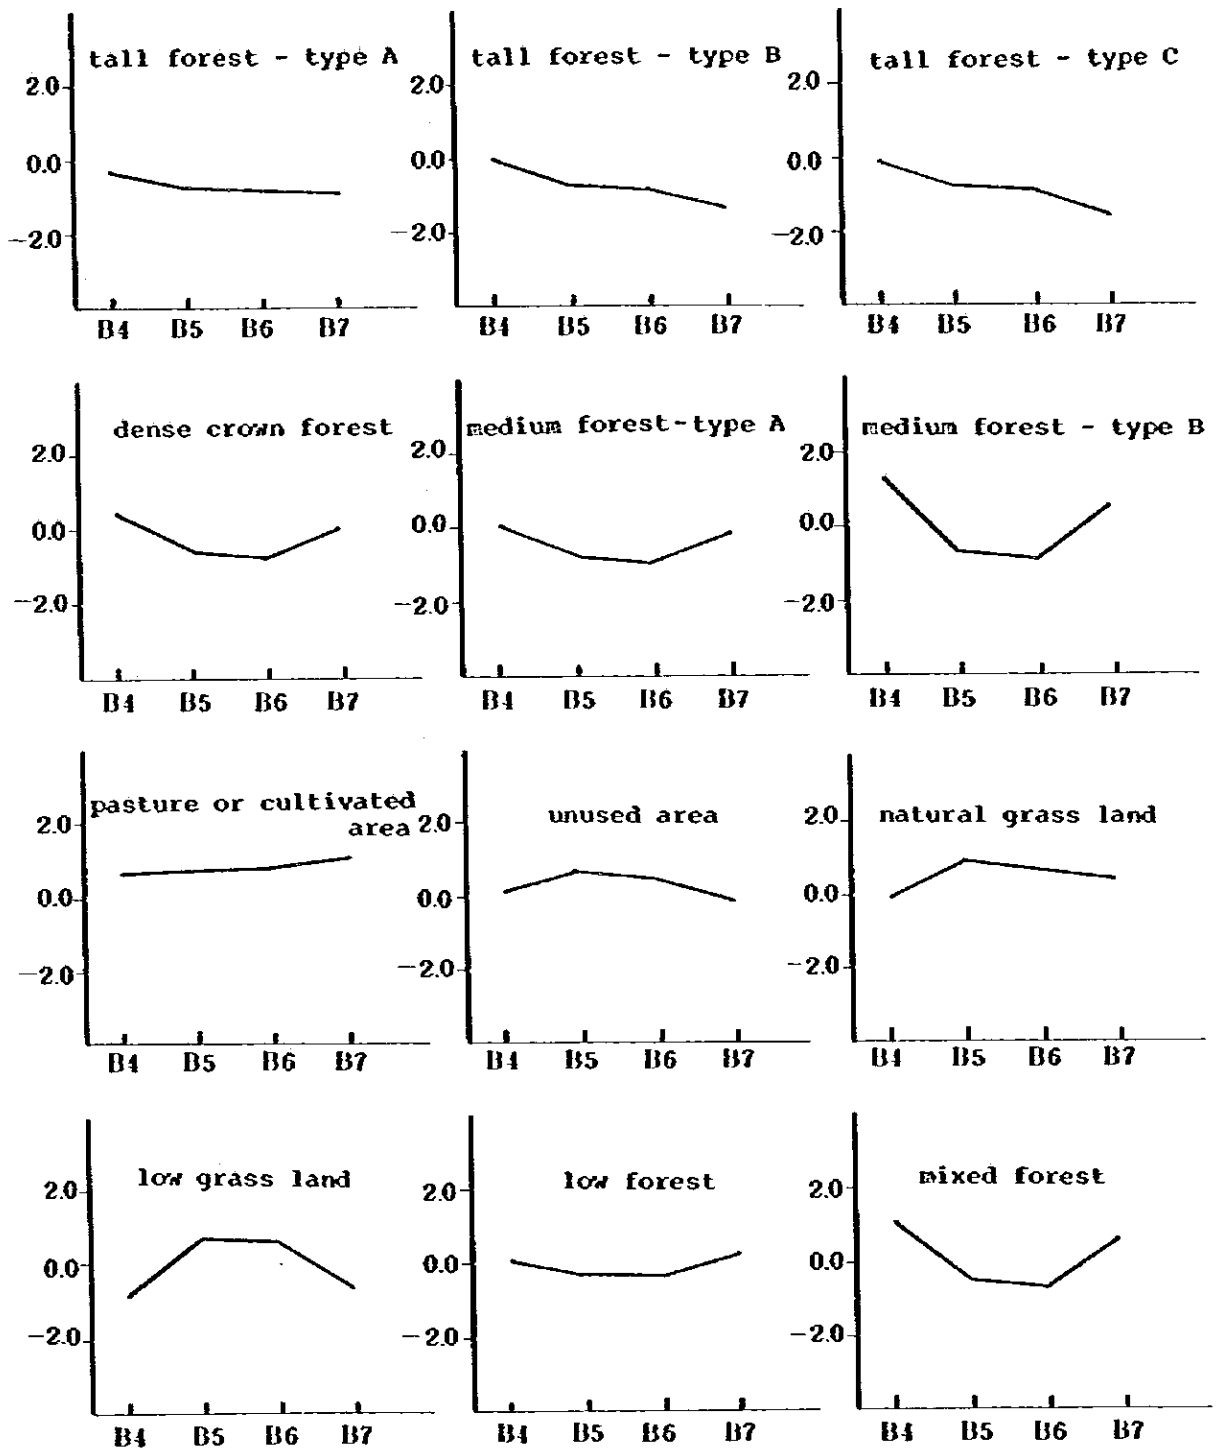 tall forest - type A
2.0
0.0
-2.0
B4 B5 B6 B7
tall forest - type B
2.0
0.0
-2.0
B4 B5 B6 B7
tall forest - type C
2.0
0.0
-2.0
B4 B5 B6 B7
dense crown forest
2.0
0.0
-2.0
B4 B5 B6 B7
medium forest-type A
2.0
0.0
-2.0
B4 B5 B6 B7
medium forest - type B
2.0
0.0
-2.0
B4 B5 B6 B7
pasture or cultivated
area
2.0
0.0
-2.0
B4 B5 B6 B7
unused area
2.0
0.0
-2.0
B4 B5 B6 B7
natural grass land
2.0
0.0
-2.0
B4 B5 B6 B7
low grass land
2.0
0.0
-2.0
B4 B5 B6 B7
low forest
2.0
0.0
-2.0
B4 B5 B6 B7
mixed forest
2.0
0.0
-2.0
B4 B5 B6 B7